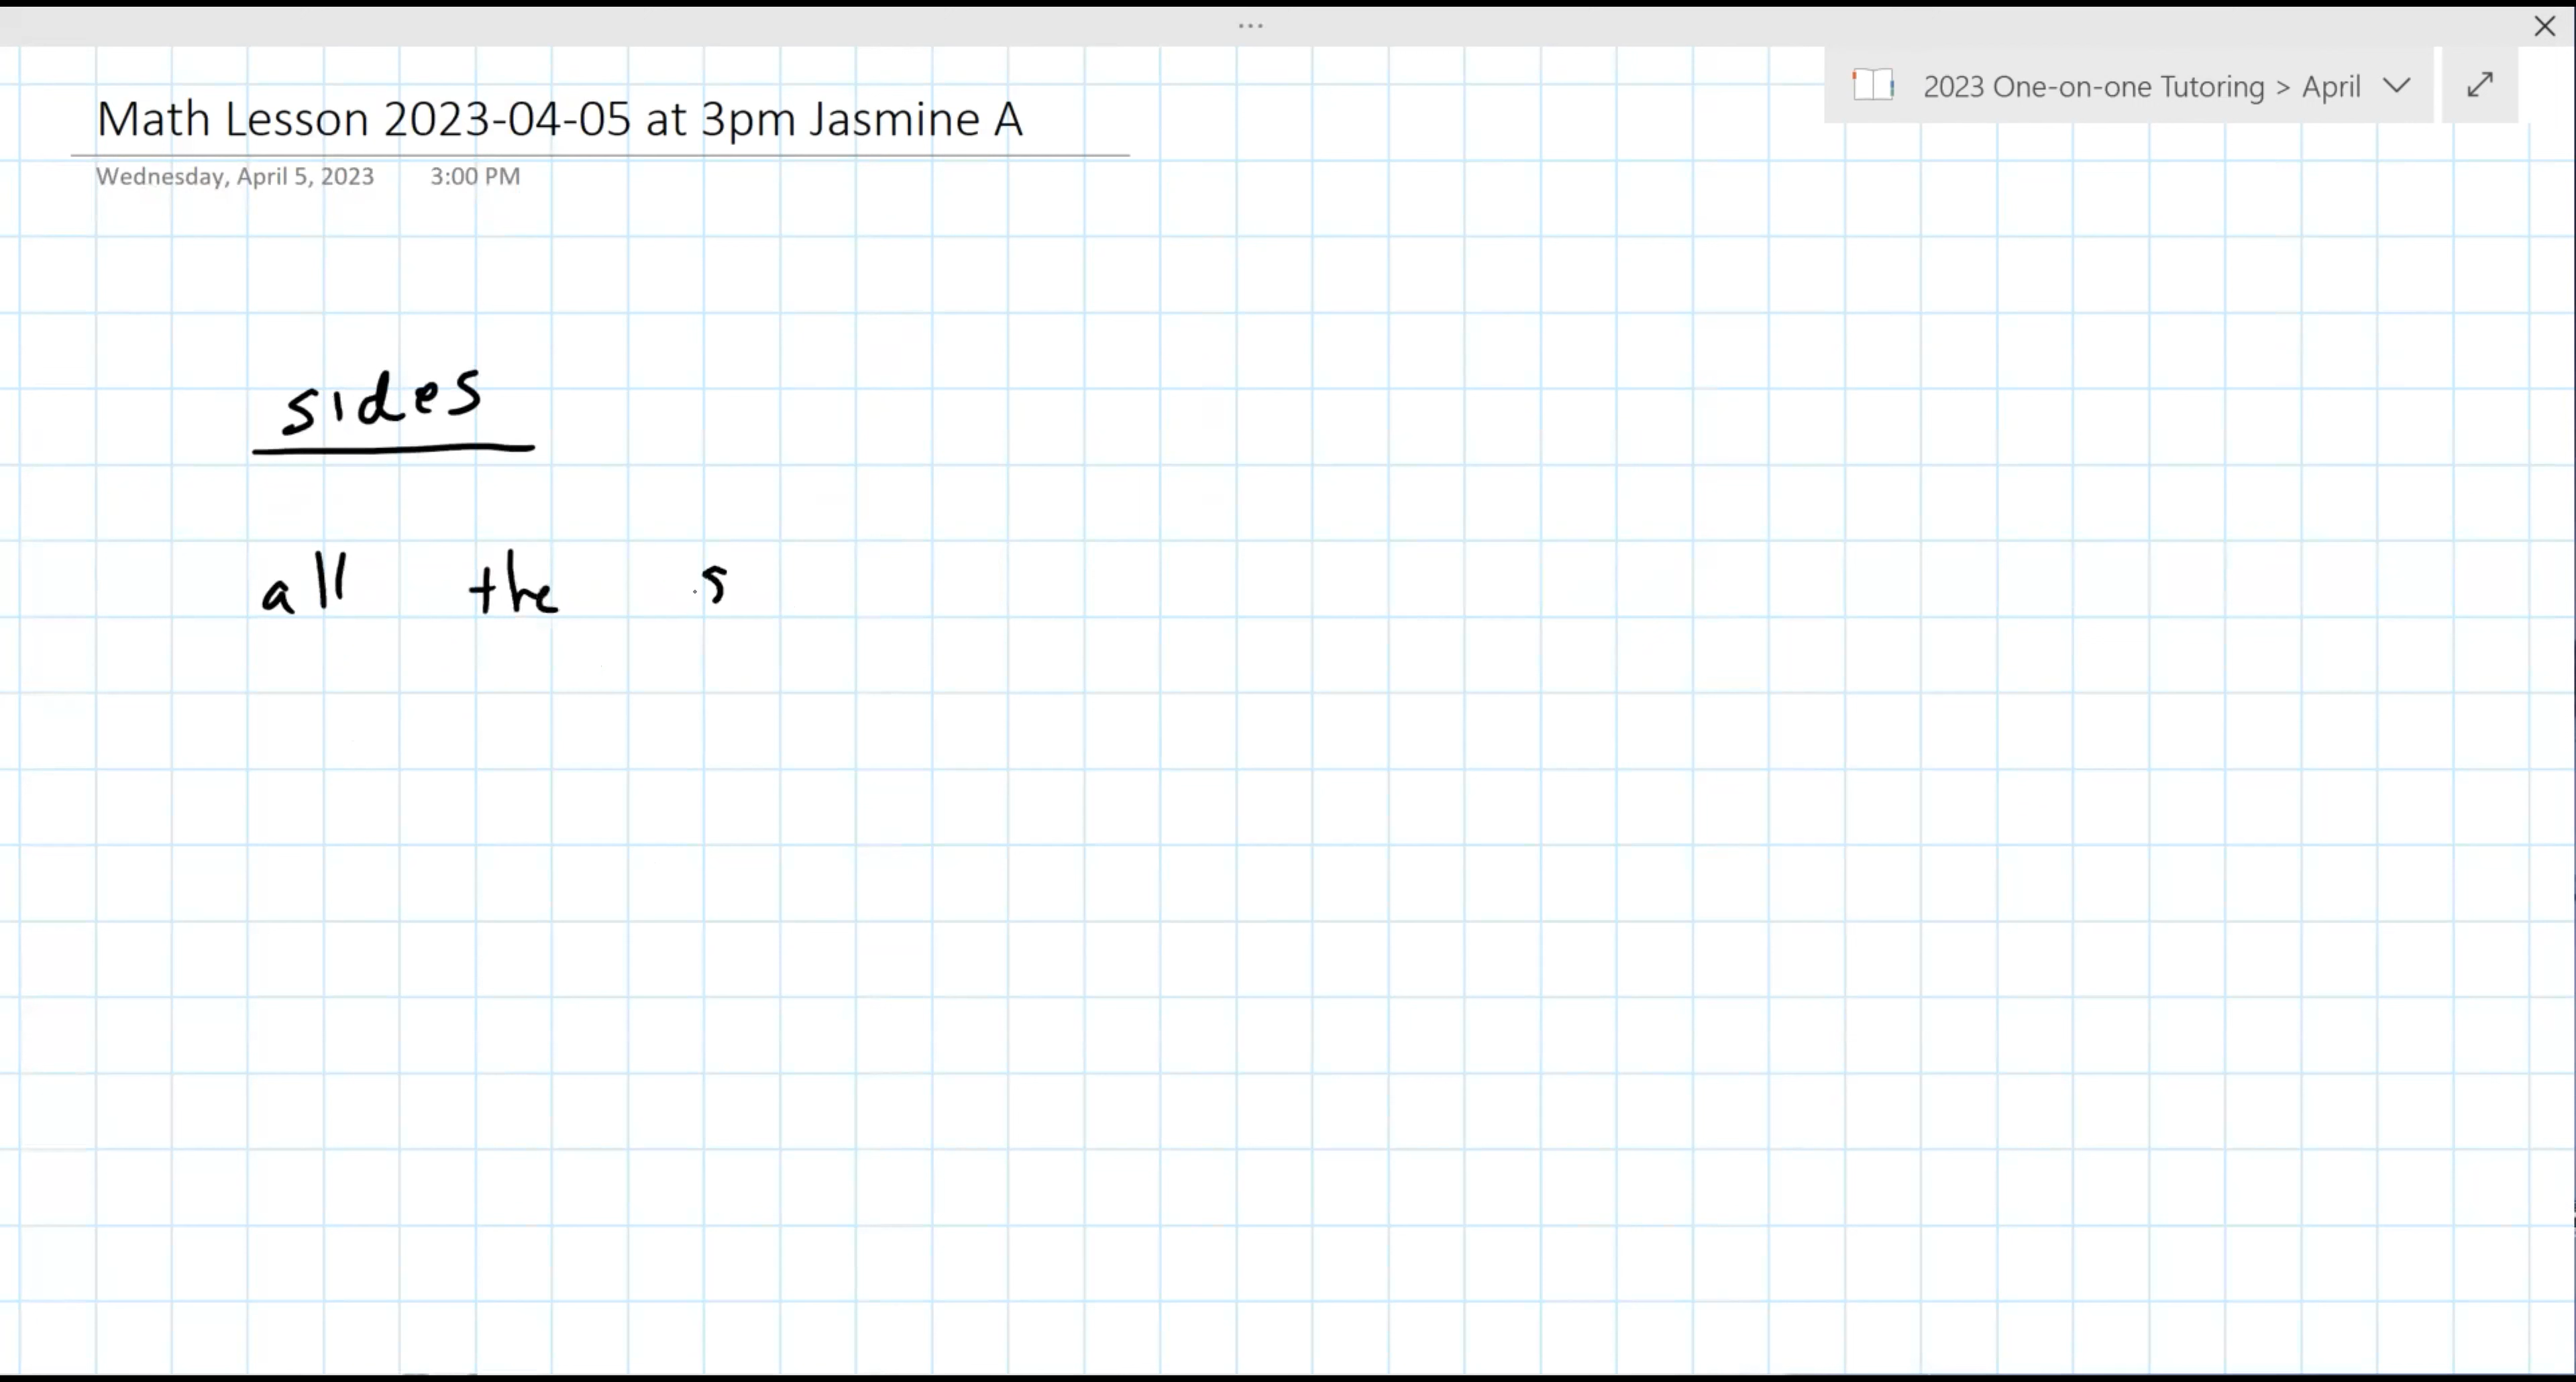 2023 One-on-one Tutoring > April
Math Lesson 2023-04-05 at 3pm Jasmine A
Wednesday, April 5, 2023 3:00 PM
sides
all the s